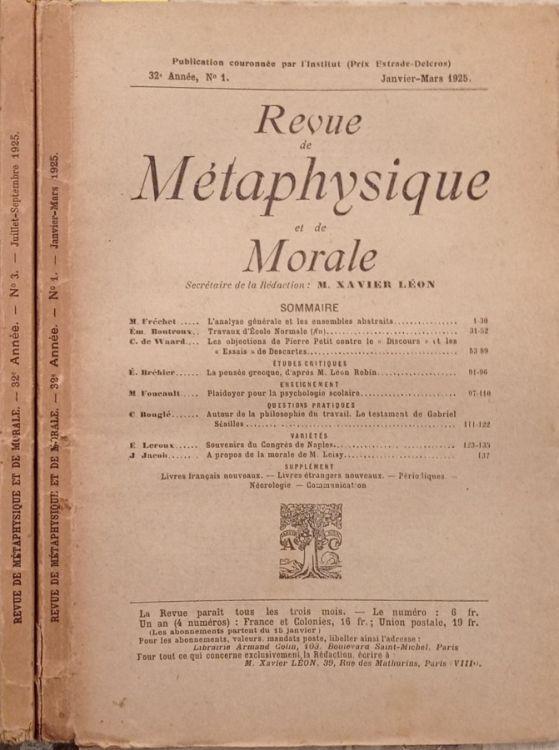 REVUE DE MÉTAPHYSIQUE ET DE MORALE. — 32e Année. — No 3. — Juillet-Septembre 1925.
REVUE DE MÉTAPHYSIQUE ET DE MORALE. — 32e Année. — No 1. — Janvier-Mars 1925.
Publication couronnée par l'Institut (Prix Estrade-Delcros)
32e Année, No 1. Janvier-Mars 1925.
Revue
de
Métaphysique
et de
Morale
Secrétaire de la Rédaction : M. XAVIER LÉON
SOMMAIRE
M. Fréchet ..... L'analyse générale et les ensembles abstraits................ 1-30
Ém. Boutroux. Travaux d'École Normale (fin)................ 31-52
C. de Waard... Les objections de Pierre Petit contre le « Discours » et les
« Essais » de Descartes................ 53-89
ÉTUDES CRITIQUES
É. Bréhier...... La pensée grecque, d'après M. Léon Robin................ 91-96
ENSEIGNEMENT
M Foucault.... Plaidoyer pour la psychologie scolaire................ 97-110
QUESTIONS PRATIQUES
C Bouglé....... Autour de la philosophie du travail. Le testament de Gabriel
Séailles................ 111-122
VARIÉTÉS
E. Leroux...... Souvenirs du Congrès de Naples................ 123-135
J. Jacob....... A propos de la morale de M. Loisy................ 137
SUPPLÉMENT
Livres français nouveaux. — Livres étrangers nouveaux. — Périodiques —
Nécrologie — Communication
A C
La Revue paraît tous les trois mois. — Le numéro : 6 fr.
Un an (4 numéros) : France et Colonies, 16 fr. ; Union postale, 19 fr.
(Les abonnements partent du 15 janvier)
Pour les abonnements, valeurs, mandats poste, libeller ainsi l'adresse :
Librairie Armand Colin, 103, Boulevard Saint-Michel, Paris
Pour tout ce qui concerne exclusivement la Rédaction, écrire à
M. Xavier LÉON, 39, Rue des Mathurins, Paris (VIIIe).